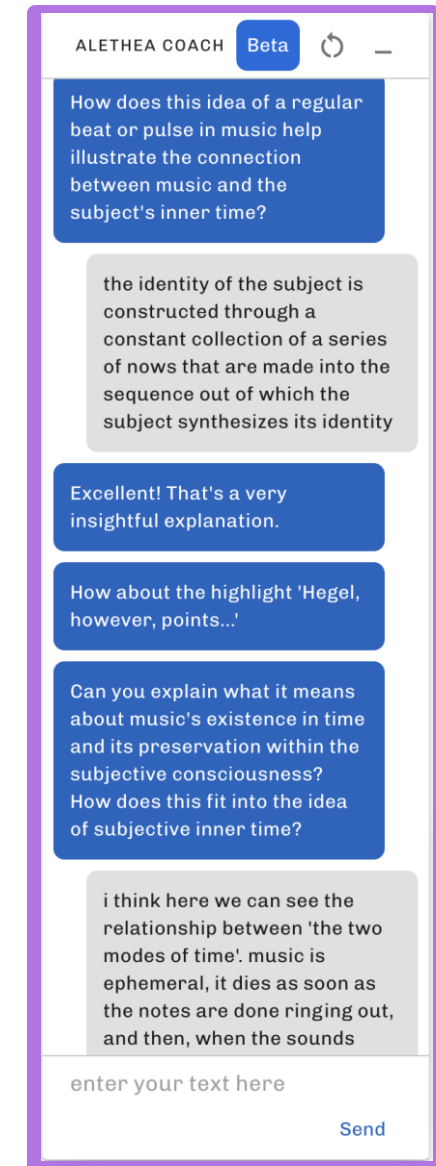 ALETHEA COACH Beta
How does this idea of a regular
beat or pulse in music help
illustrate the connection
between music and the
subject's inner time?
the identity of the subject is
constructed through a
constant collection of a series
of nows that are made into the
sequence out of which the
subject synthesizes its identity
Excellent! That's a very
insightful explanation.
How about the highlight 'Hegel,
however, points...'
Can you explain what it means
about music's existence in time
and its preservation within the
subjective consciousness?
How does this fit into the idea
of subjective inner time?
i think here we can see the
relationship between 'the two
modes of time'. music is
ephemeral, it dies as soon as
the notes are done ringing out,
and then, when the sounds
enter your text here
Send